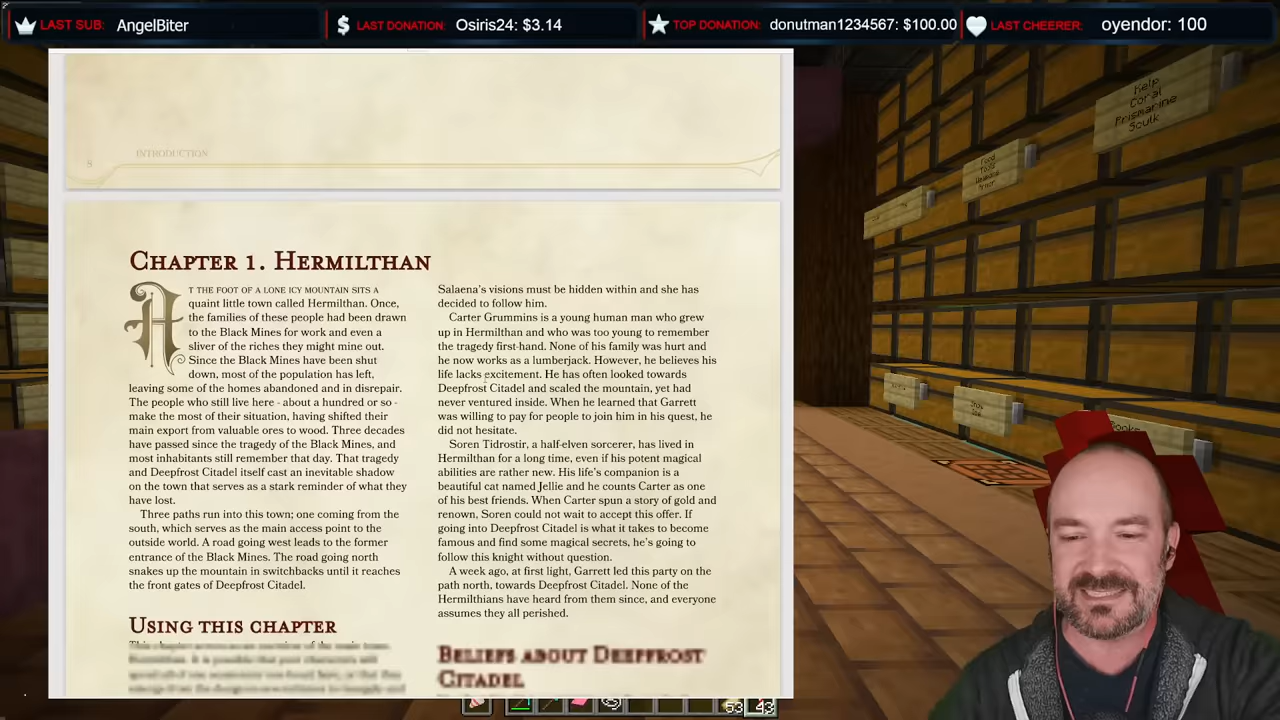 LAST SUB: AngelBiter
LAST DONATION: Osiris24: $3.14
TOP DONATION: donutman1234567: $100.00
LAST CHEERER: oyendor: 100
5 INTRODUCTION
CHAPTER 1. HERMILTHAN
AT THE FOOT OF A LONE ICY MOUNTAIN SITS A
quaint little town called Hermilthan. Once,
the families of these people had been drawn
to the Black Mines for work and even a
sliver of the riches they might mine out.
Since the Black Mines have been shut
down, most of the population has left,
leaving some of the homes abandoned and in disrepair.
The people who still live here - about a hundred or so -
make the most of their situation, having shifted their
main export from valuable ores to wood. Three decades
have passed since the tragedy of the Black Mines, and
most inhabitants still remember that day. That tragedy
and Deepfrost Citadel itself cast an inevitable shadow
on the town that serves as a stark reminder of what they
have lost.
Three paths run into this town; one coming from the
south, which serves as the main access point to the
outside world. A road going west leads to the former
entrance of the Black Mines. The road going north
snakes up the mountain in switchbacks until it reaches
the front gates of Deepfrost Citadel.
USING THIS CHAPTER
Salaena's visions must be hidden within and she has
decided to follow him.
Carter Grummins is a young human man who grew
up in Hermilthan and who was too young to remember
the tragedy first-hand. None of his family was hurt and
he now works as a lumberjack. However, he believes his
life lacks excitement. He has often looked towards
Deepfrost Citadel and scaled the mountain, yet had
never ventured inside. When he learned that Garrett
was willing to pay for people to join him in his quest, he
did not hesitate.
Soren Tidrostir, a half-elven sorcerer, has lived in
Hermilthan for a long time, even if his potent magical
abilities are rather new. His life's companion is a
beautiful cat named Jellie and he counts Carter as one
of his best friends. When Carter spun a story of gold and
renown, Soren could not wait to accept this offer. If
going into Deepfrost Citadel is what it takes to become
famous and find some magical secrets, he's going to
follow this knight without question.
A week ago, at first light, Garrett led this party on the
path north, towards Deepfrost Citadel. None of the
Hermilthians have heard from them since, and everyone
assumes they all perished.
BELIEFS ABOUT DEEPFROST
CITADEL
Kelp
Coral
Prismarine
Sculk
Food
Tools
Weapons
Armor
53
43